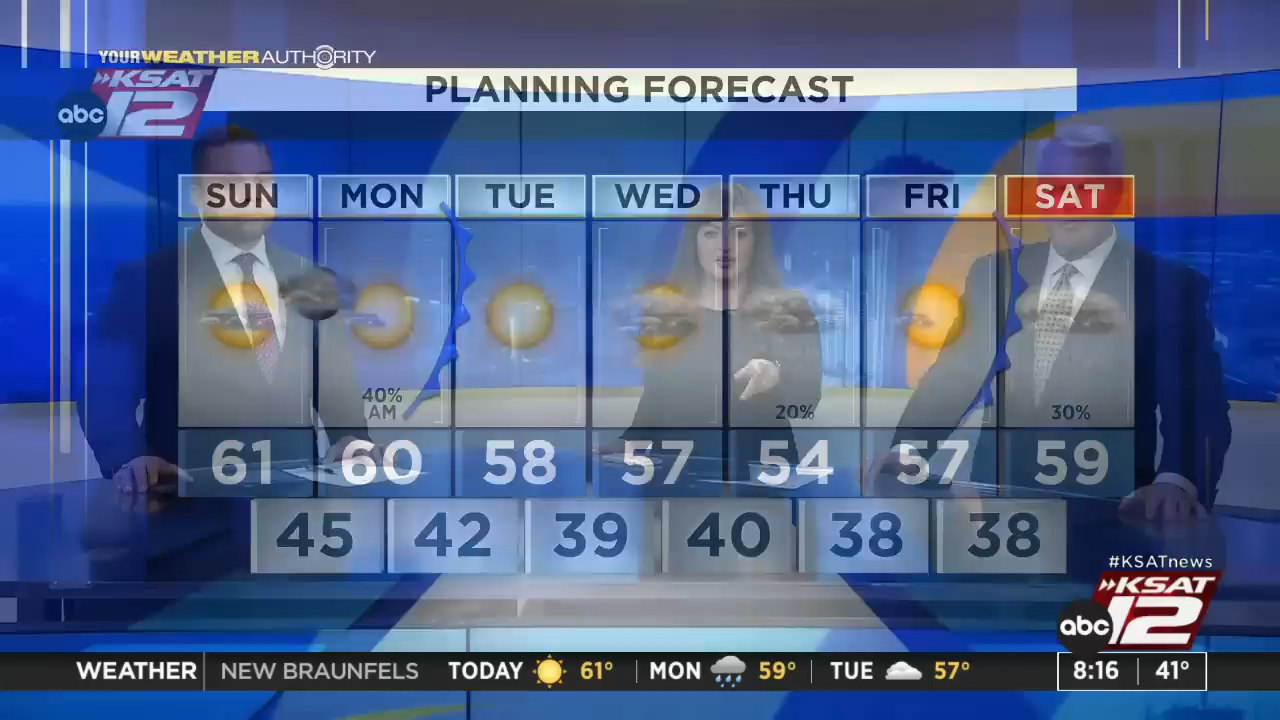 YOURWEATHERAUTHORITY
KSAT
abc 12
PLANNING FORECAST
SUN MON TUE WED THU FRI SAT
40%
AM 20% 30%
61 60 58 57 54 57 59
45 42 39 40 38 38
#KSATnews
KSAT
abc 12
WEATHER NEW BRAUNFELS TODAY 61° MON 59° TUE 57° 8:16 41°